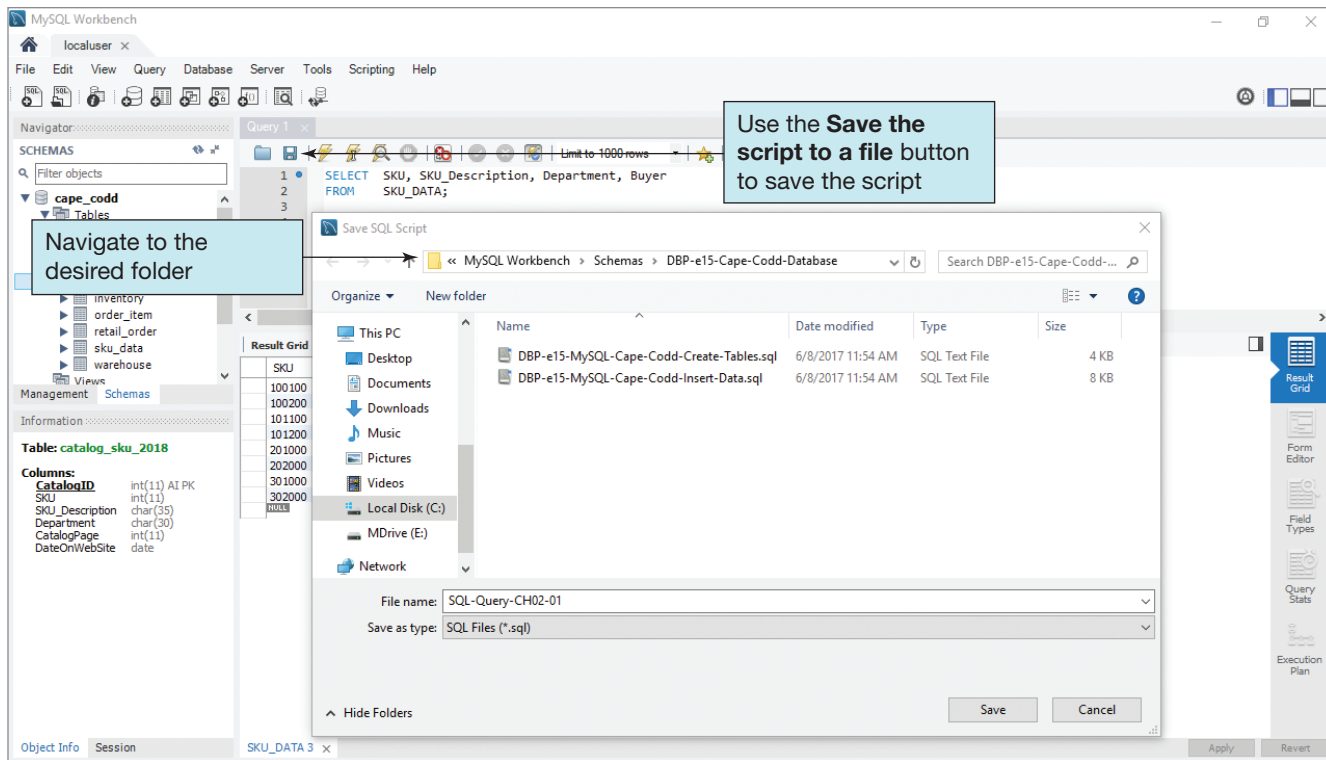 MySQL Workbench
localuser
File Edit View Query Database Server Tools Scripting Help
Navigator
Query 1
SCHEMAS
Filter objects
Limit to 1000 rows
cape_codd
Tables
inventory
order_item
retail_order
sku_data
warehouse
Views
Management Schemas
Information
Table: catalog_sku_2018
Columns:
CatalogID int(11) AI PK
SKU int(11)
SKU_Description char(35)
Department char(30)
CatalogPage int(11)
DateOnWebSite date
Object Info Session
1 SELECT SKU, SKU_Description, Department, Buyer
2 FROM SKU_DATA;
3
Use the Save the
script to a file button
to save the script
Navigate to the
desired folder
Result Grid
SKU
100100
100200
101100
101200
201000
202000
301000
302000
NULL
SKU_DATA 3
Save SQL Script
« MySQL Workbench > Schemas > DBP-e15-Cape-Codd-Database
Search DBP-e15-Cape-Codd-...
Organize New folder
This PC
Desktop
Documents
Downloads
Music
Pictures
Videos
Local Disk (C:)
MDrive (E:)
Network
Name Date modified Type Size
DBP-e15-MySQL-Cape-Codd-Create-Tables.sql 6/8/2017 11:54 AM SQL Text File 4 KB
DBP-e15-MySQL-Cape-Codd-Insert-Data.sql 6/8/2017 11:54 AM SQL Text File 8 KB
File name: SQL-Query-CH02-01
Save as type: SQL Files (*.sql)
Hide Folders
Save Cancel
Result
Grid
Form
Editor
Field
Types
Query
Stats
Execution
Plan
Apply Revert